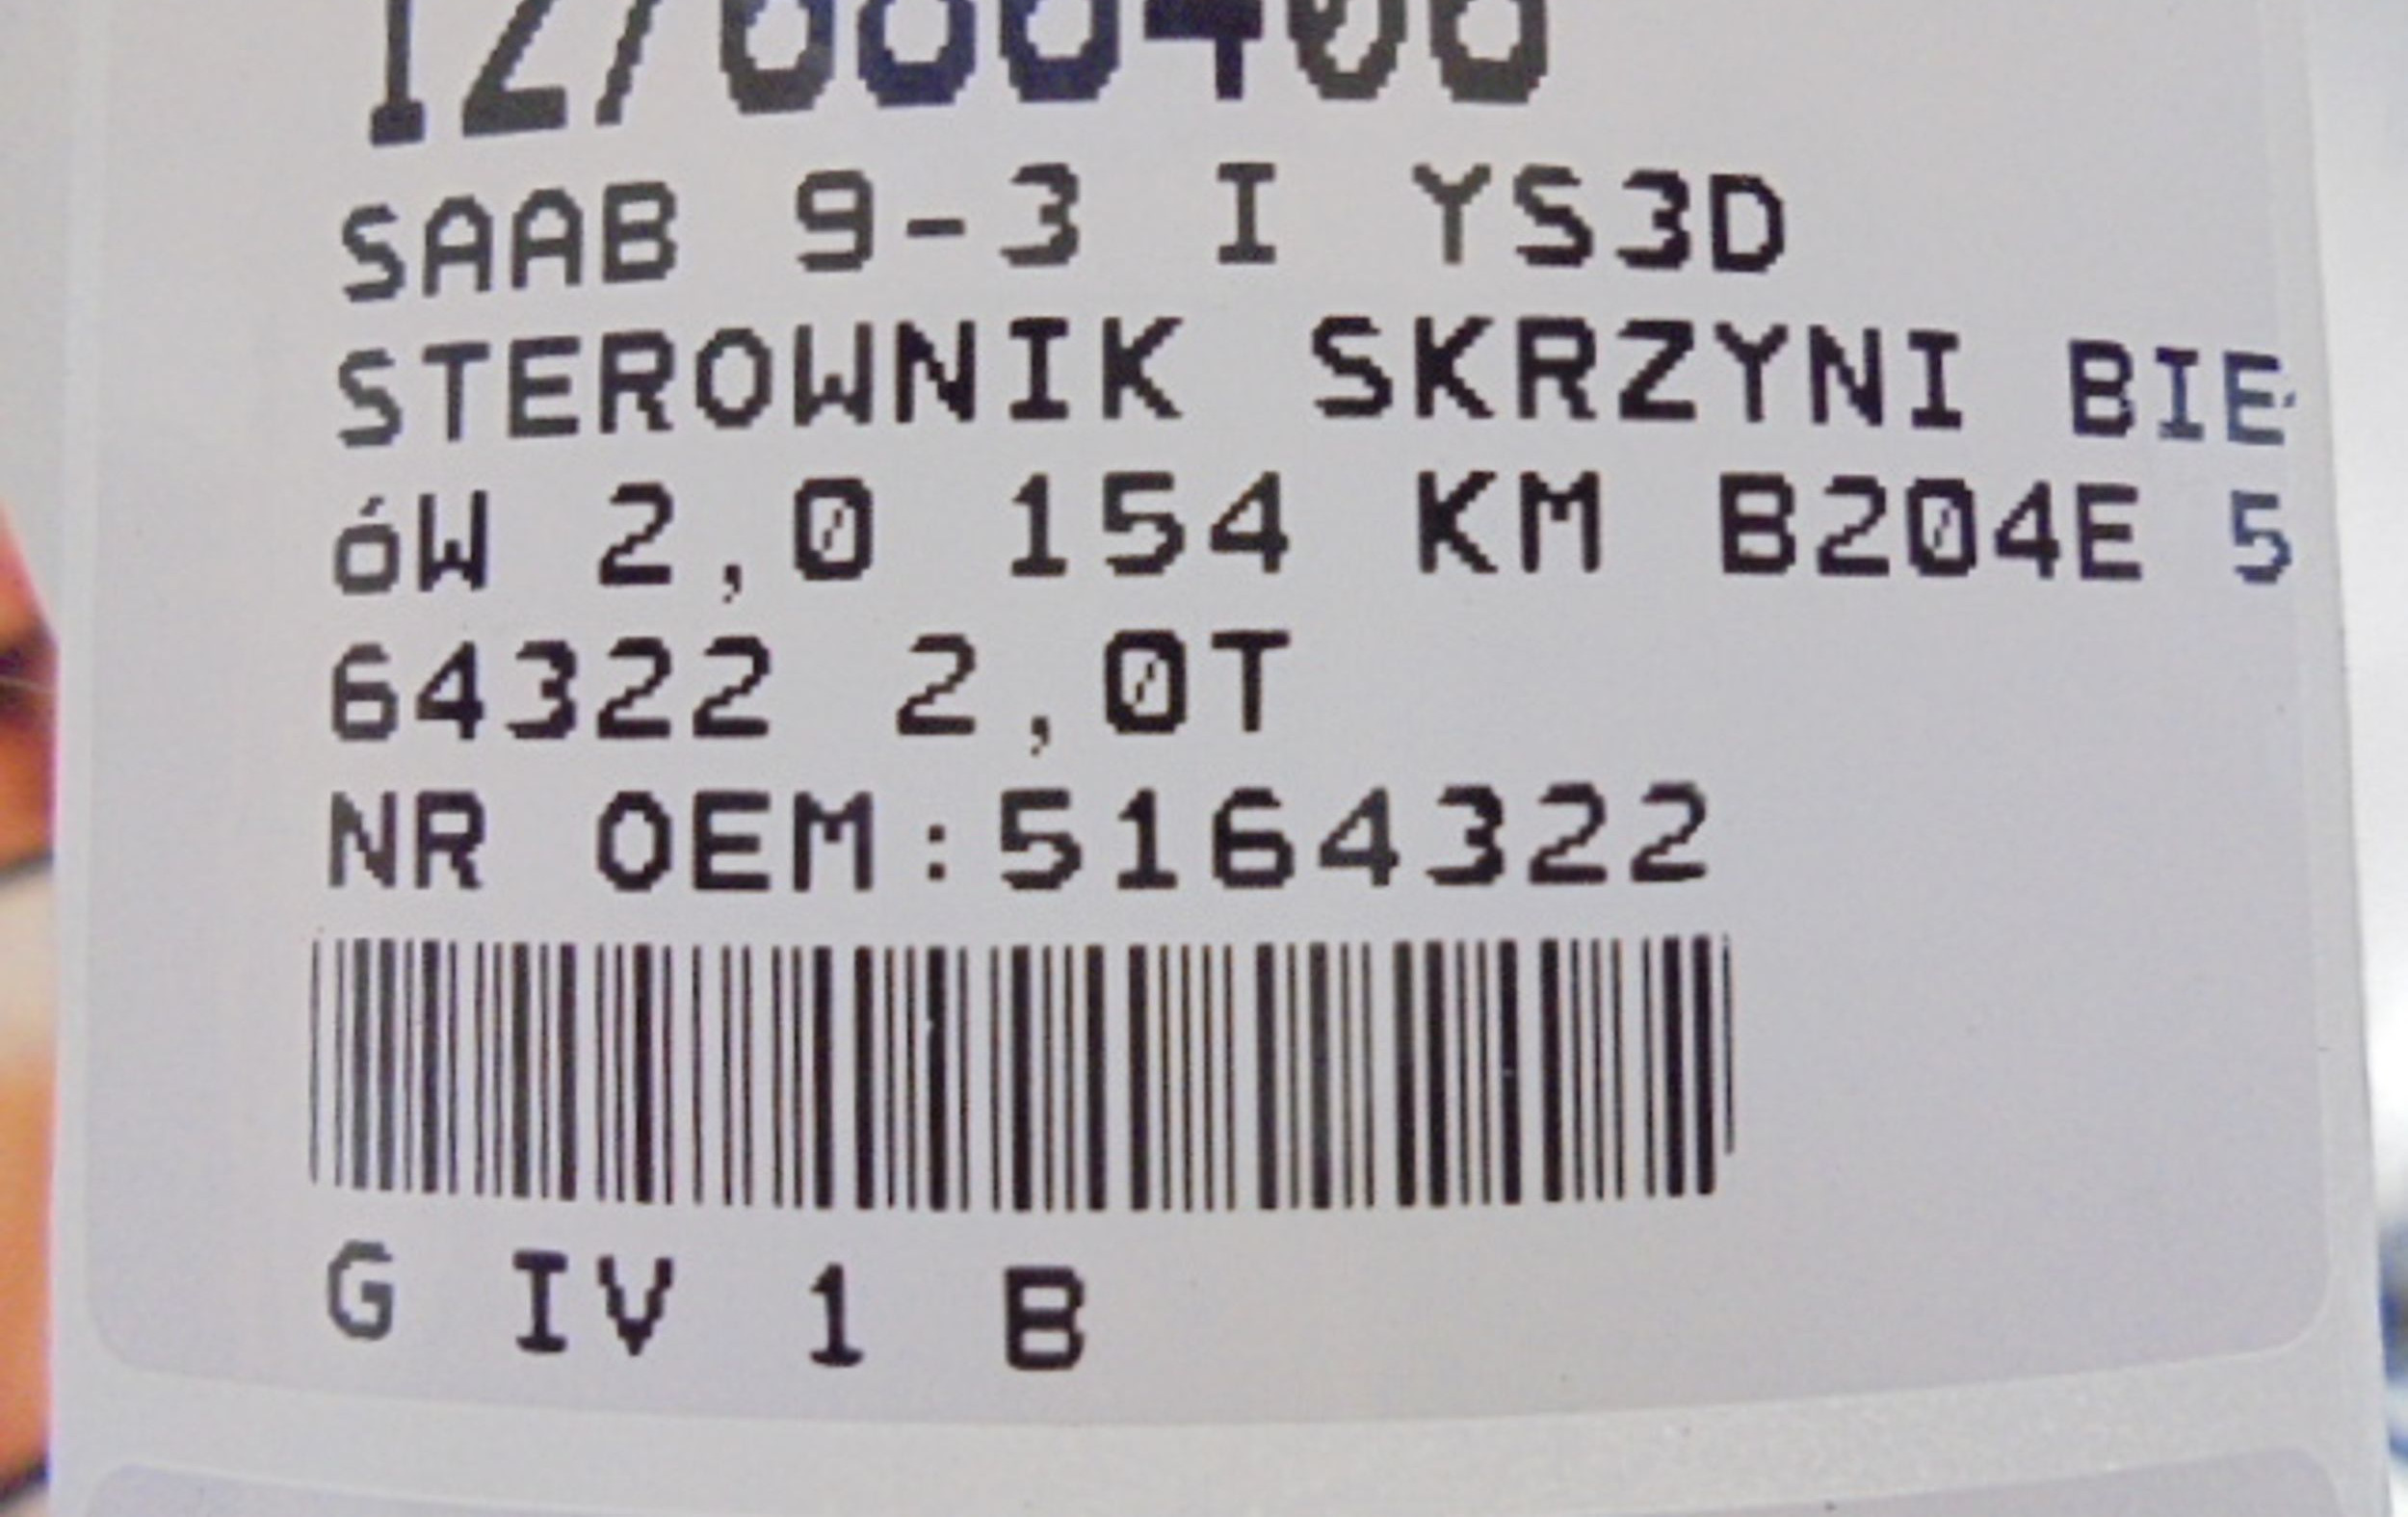 SAAB 9-3 I YS3D
STEROWNIK SKRZYNI BIE
óW 2,0 154 KM B204E 5
64322 2,0T
NR OEM:5164322
G IV 1 B